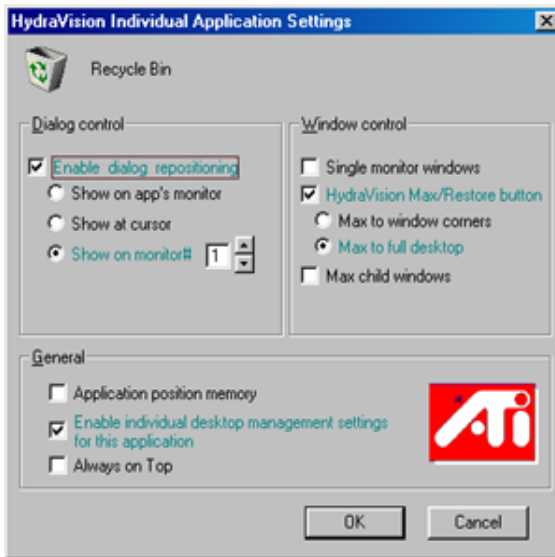 HydraVision Individual Application Settings
Recycle Bin
Dialog control
Enable dialog repositioning
Show on app's monitor
Show at cursor
Show on monitor# 1
Window control
Single monitor windows
HydraVision Max/Restore button
Max to window corners
Max to full desktop
Max child windows
General
Application position memory
Enable individual desktop management settings
for this application
Always on Top
ATi
OK
Cancel